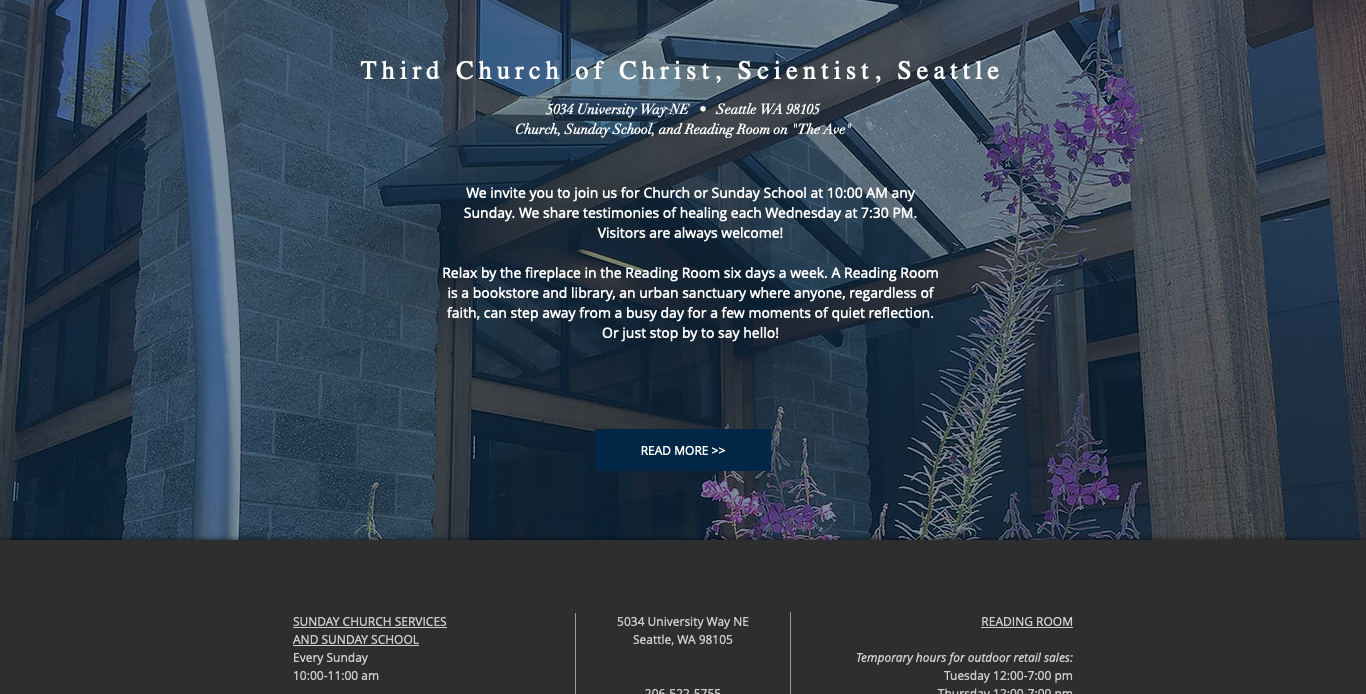 Third Church of Christ, Scientist, Seattle
5034 University Way NE • Seattle WA 98105
Church, Sunday School, and Reading Room on "The Ave"
We invite you to join us for Church or Sunday School at 10:00 AM any
Sunday. We share testimonies of healing each Wednesday at 7:30 PM.
Visitors are always welcome!
Relax by the fireplace in the Reading Room six days a week. A Reading Room
is a bookstore and library, an urban sanctuary where anyone, regardless of
faith, can step away from a busy day for a few moments of quiet reflection.
Or just stop by to say hello!
READ MORE >>
SUNDAY CHURCH SERVICES
AND SUNDAY SCHOOL
Every Sunday
10:00-11:00 am
5034 University Way NE
Seattle, WA 98105
206-522-5755
READING ROOM
Temporary hours for outdoor retail sales:
Tuesday 12:00-7:00 pm
Thursday 12:00-7:00 pm